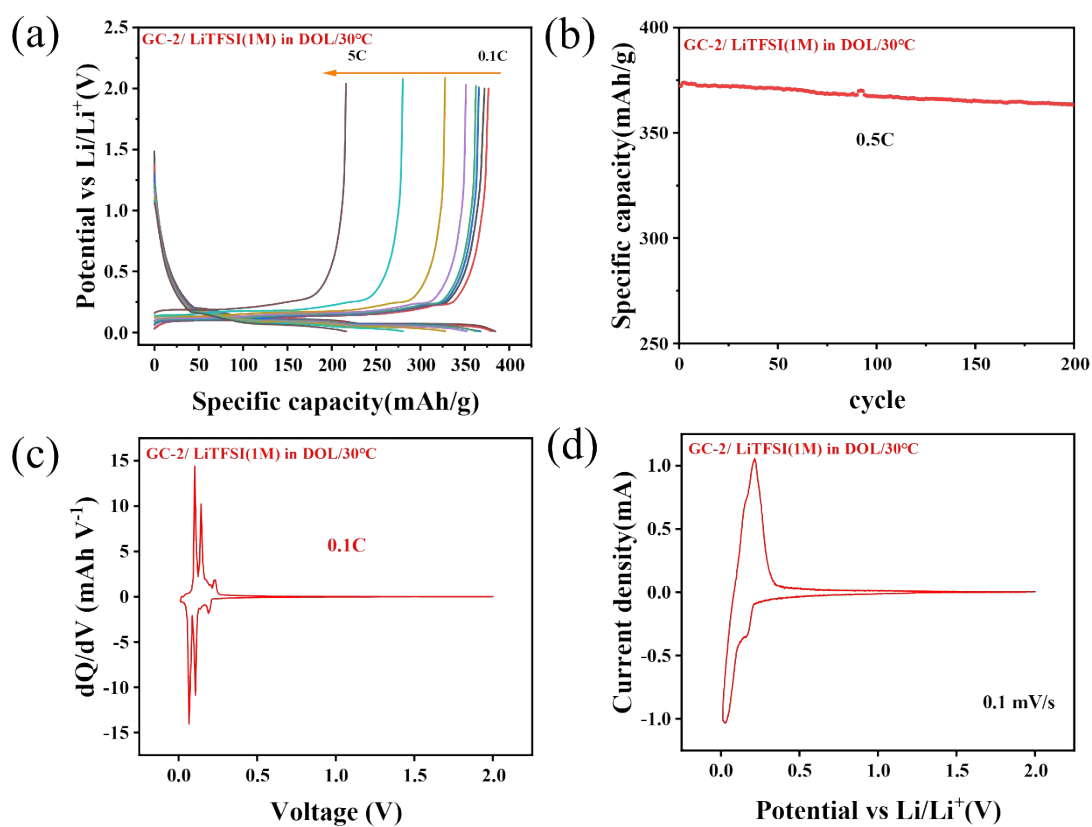 (a)
GC-2/ LiTFSI(1M) in DOL/30°C
5C
0.1C
Potential vs Li/Li⁺(V)
2.5
2.0
1.5
1.0
0.5
0.0
0 50 100 150 200 250 300 350 400
Specific capacity(mAh/g)
(b)
GC-2/ LiTFSI(1M) in DOL/30°C
0.5C
Specific capacity(mAh/g)
400
350
300
250
0 50 100 150 200
cycle
(c)
GC-2/ LiTFSI(1M) in DOL/30°C
0.1C
dQ/dV (mAh V⁻¹)
15
10
5
0
-5
-10
-15
0.0 0.5 1.0 1.5 2.0
Voltage (V)
(d)
GC-2/ LiTFSI(1M) in DOL/30°C
0.1 mV/s
Current density(mA)
1.0
0.5
0.0
-0.5
-1.0
0.0 0.5 1.0 1.5 2.0
Potential vs Li/Li⁺(V)